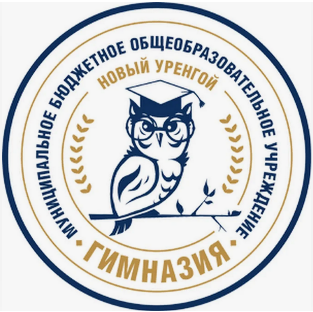 МУНИЦИПАЛЬНОЕ БЮДЖЕТНОЕ ОБЩЕОБРАЗОВАТЕЛЬНОЕ УЧРЕЖДЕНИЕ
НОВЫЙ УРЕНГОЙ
ГИМНАЗИЯ